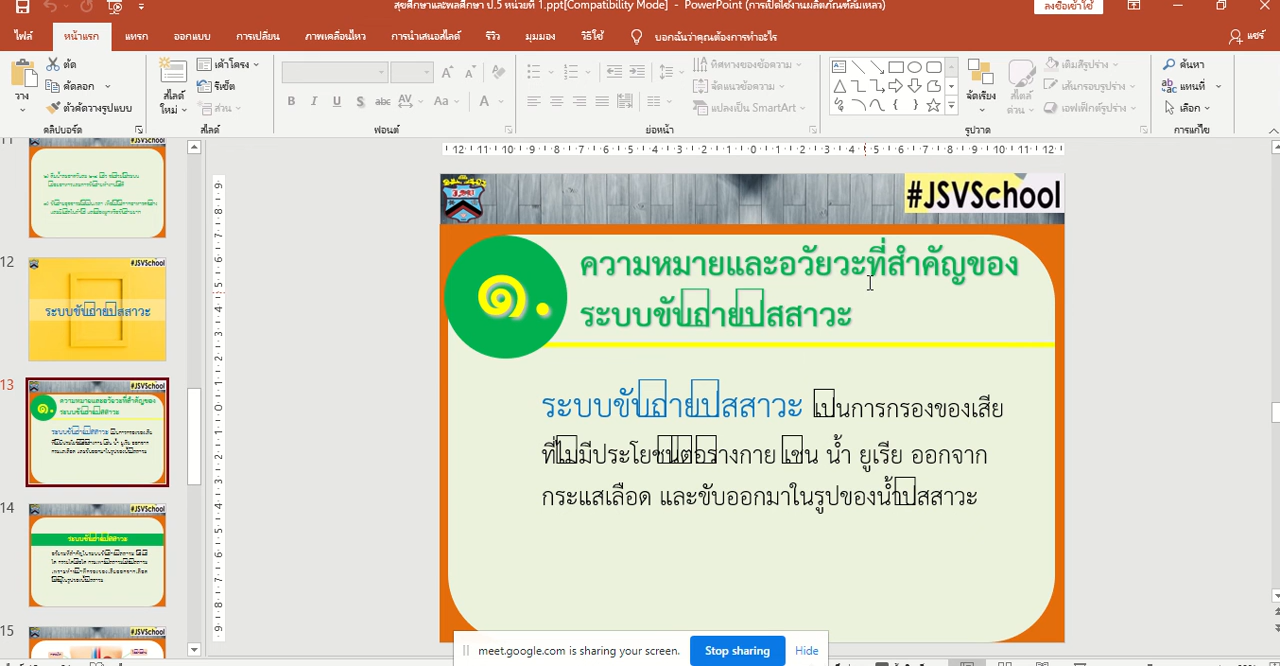 สุขศึกษาและพลศึกษา ป.5 หน่วยที่ 1.ppt[Compatibility Mode] - PowerPoint (การเปิดใช้งานผลิตภัณฑ์ล้มเหลว)
ลงชื่อเข้าใช้
ไฟล์ หน้าแรก แทรก ออกแบบ การเปลี่ยน ภาพเคลื่อนไหว การนำเสนอสไลด์ รีวิว มุมมอง วิธีใช้ บอกฉันว่าคุณต้องการทำอะไร แชร์
วาง
ตัด
คัดลอก
ตัวคัดวางรูปแบบ
คลิปบอร์ด
สไลด์ใหม่
เค้าโครง
รีเซ็ต
ส่วน
สไลด์
B I U S abc AV Aa A
ฟอนต์
ทิศทางของข้อความ
จัดแนวข้อความ
แปลงเป็น SmartArt
ย่อหน้า
จัดเรียง
สไตล์ด่วน
เติมสีรูปร่าง
เส้นกรอบรูปร่าง
เอฟเฟ็กต์รูปร่าง
รูปวาด
ค้นหา
แทนที่
เลือก
การแก้ไข
11
12
#JSVSchool
ระบบขับถ่ายปสสาวะ
13
14
15
#JSVSchool
๑.
ความหมายและอวัยวะที่สำคัญของ
ระบบขับถ่ายปสสาวะ
ระบบขับถ่ายปสสาวะ เปนการกรองของเสีย
ที่ไมมีประโยชนตอรางกาย เชน น้ำ ยูเรีย ออกจาก
กระแสเลือด และขับออกมาในรูปของน้ำปสสาวะ
meet.google.com is sharing your screen. Stop sharing Hide